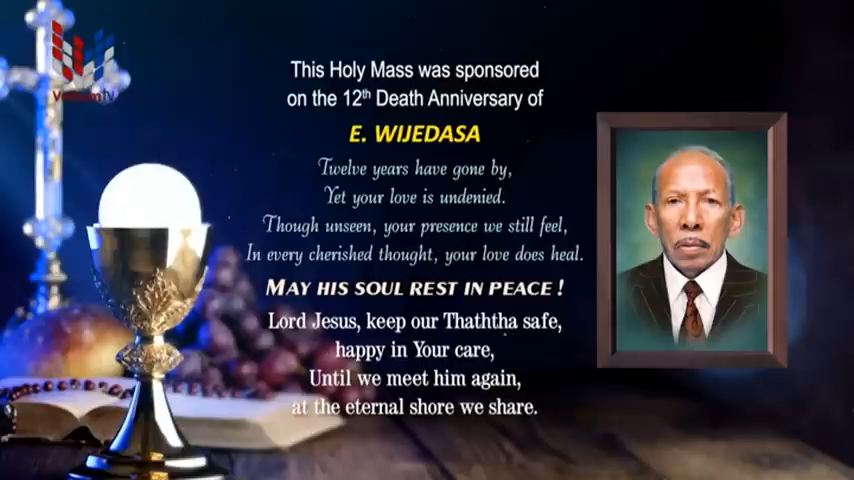 Verbum TV
This Holy Mass was sponsored
on the 12th Death Anniversary of
E. WIJEDASA
Twelve years have gone by,
Yet your love is undenied.
Though unseen, your presence we still feel,
In every cherished thought, your love does heal.
MAY HIS SOUL REST IN PEACE !
Lord Jesus, keep our Thaththa safe,
happy in Your care,
Until we meet him again,
at the eternal shore we share.